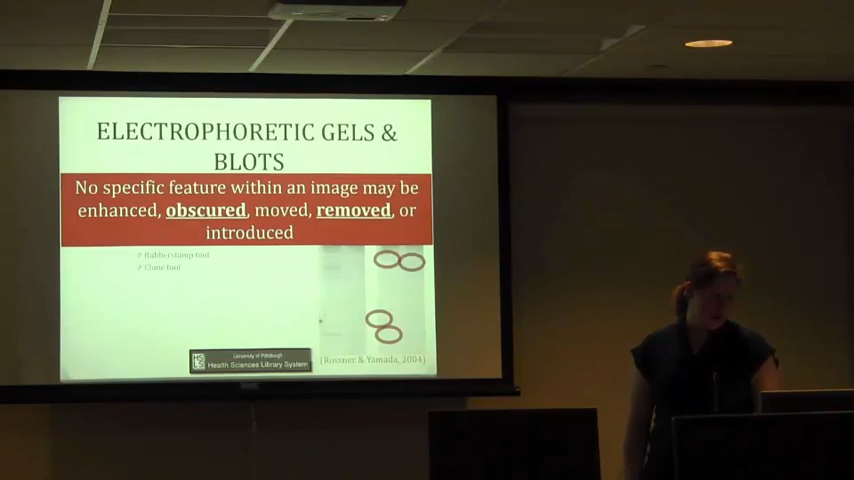 ELECTROPHORETIC GELS &
BLOTS
No specific feature within an image may be
enhanced, obscured, moved, removed, or
introduced
Rubberstamp tool
Clone tool
University of Pittsburgh
Health Sciences Library System
(Rossner & Yamada, 2004)